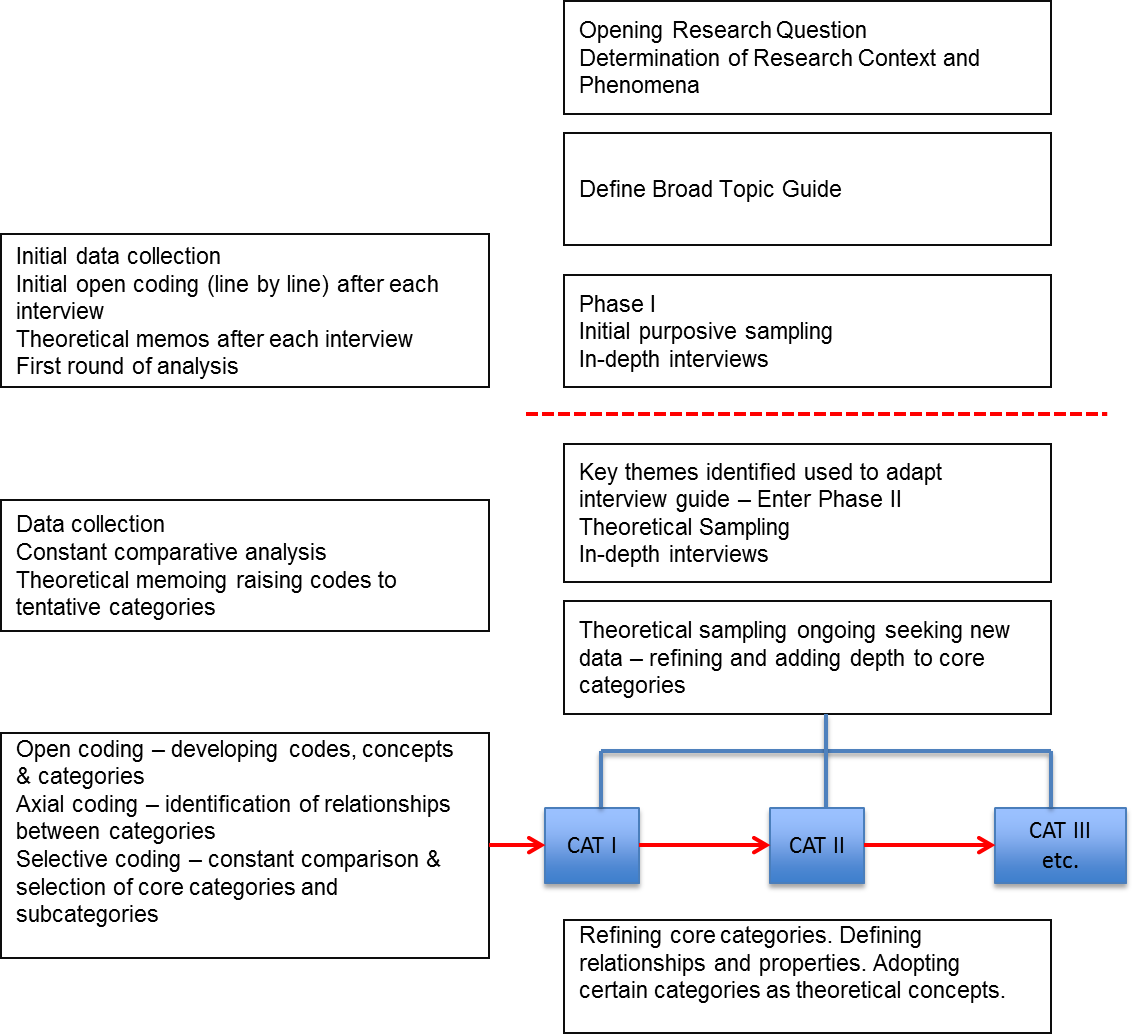 Opening Research Question
Determination of Research Context and
Phenomena
Define Broad Topic Guide
Initial data collection
Initial open coding (line by line) after each
interview
Theoretical memos after each interview
First round of analysis
Phase I
Initial purposive sampling
In-depth interviews
Key themes identified used to adapt
interview guide – Enter Phase II
Theoretical Sampling
In-depth interviews
Data collection
Constant comparative analysis
Theoretical memoing raising codes to
tentative categories
Theoretical sampling ongoing seeking new
data – refining and adding depth to core
categories
Open coding – developing codes, concepts
& categories
Axial coding – identification of relationships
between categories
Selective coding – constant comparison &
selection of core categories and
subcategories
CAT I
CAT II
CAT III
etc.
Refining core categories. Defining
relationships and properties. Adopting
certain categories as theoretical concepts.